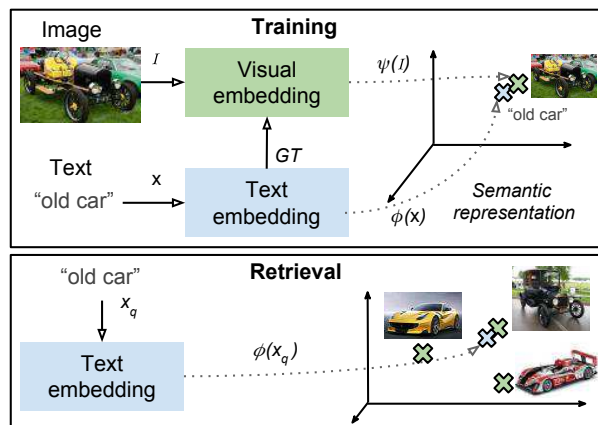 Training
Image
I
Visual
embedding
ψ(I)
"old car"
GT
Text
"old car"
x
Text
embedding
ϕ(x)
Semantic
representation
Retrieval
"old car"
x_q
Text
embedding
ϕ(x_q)